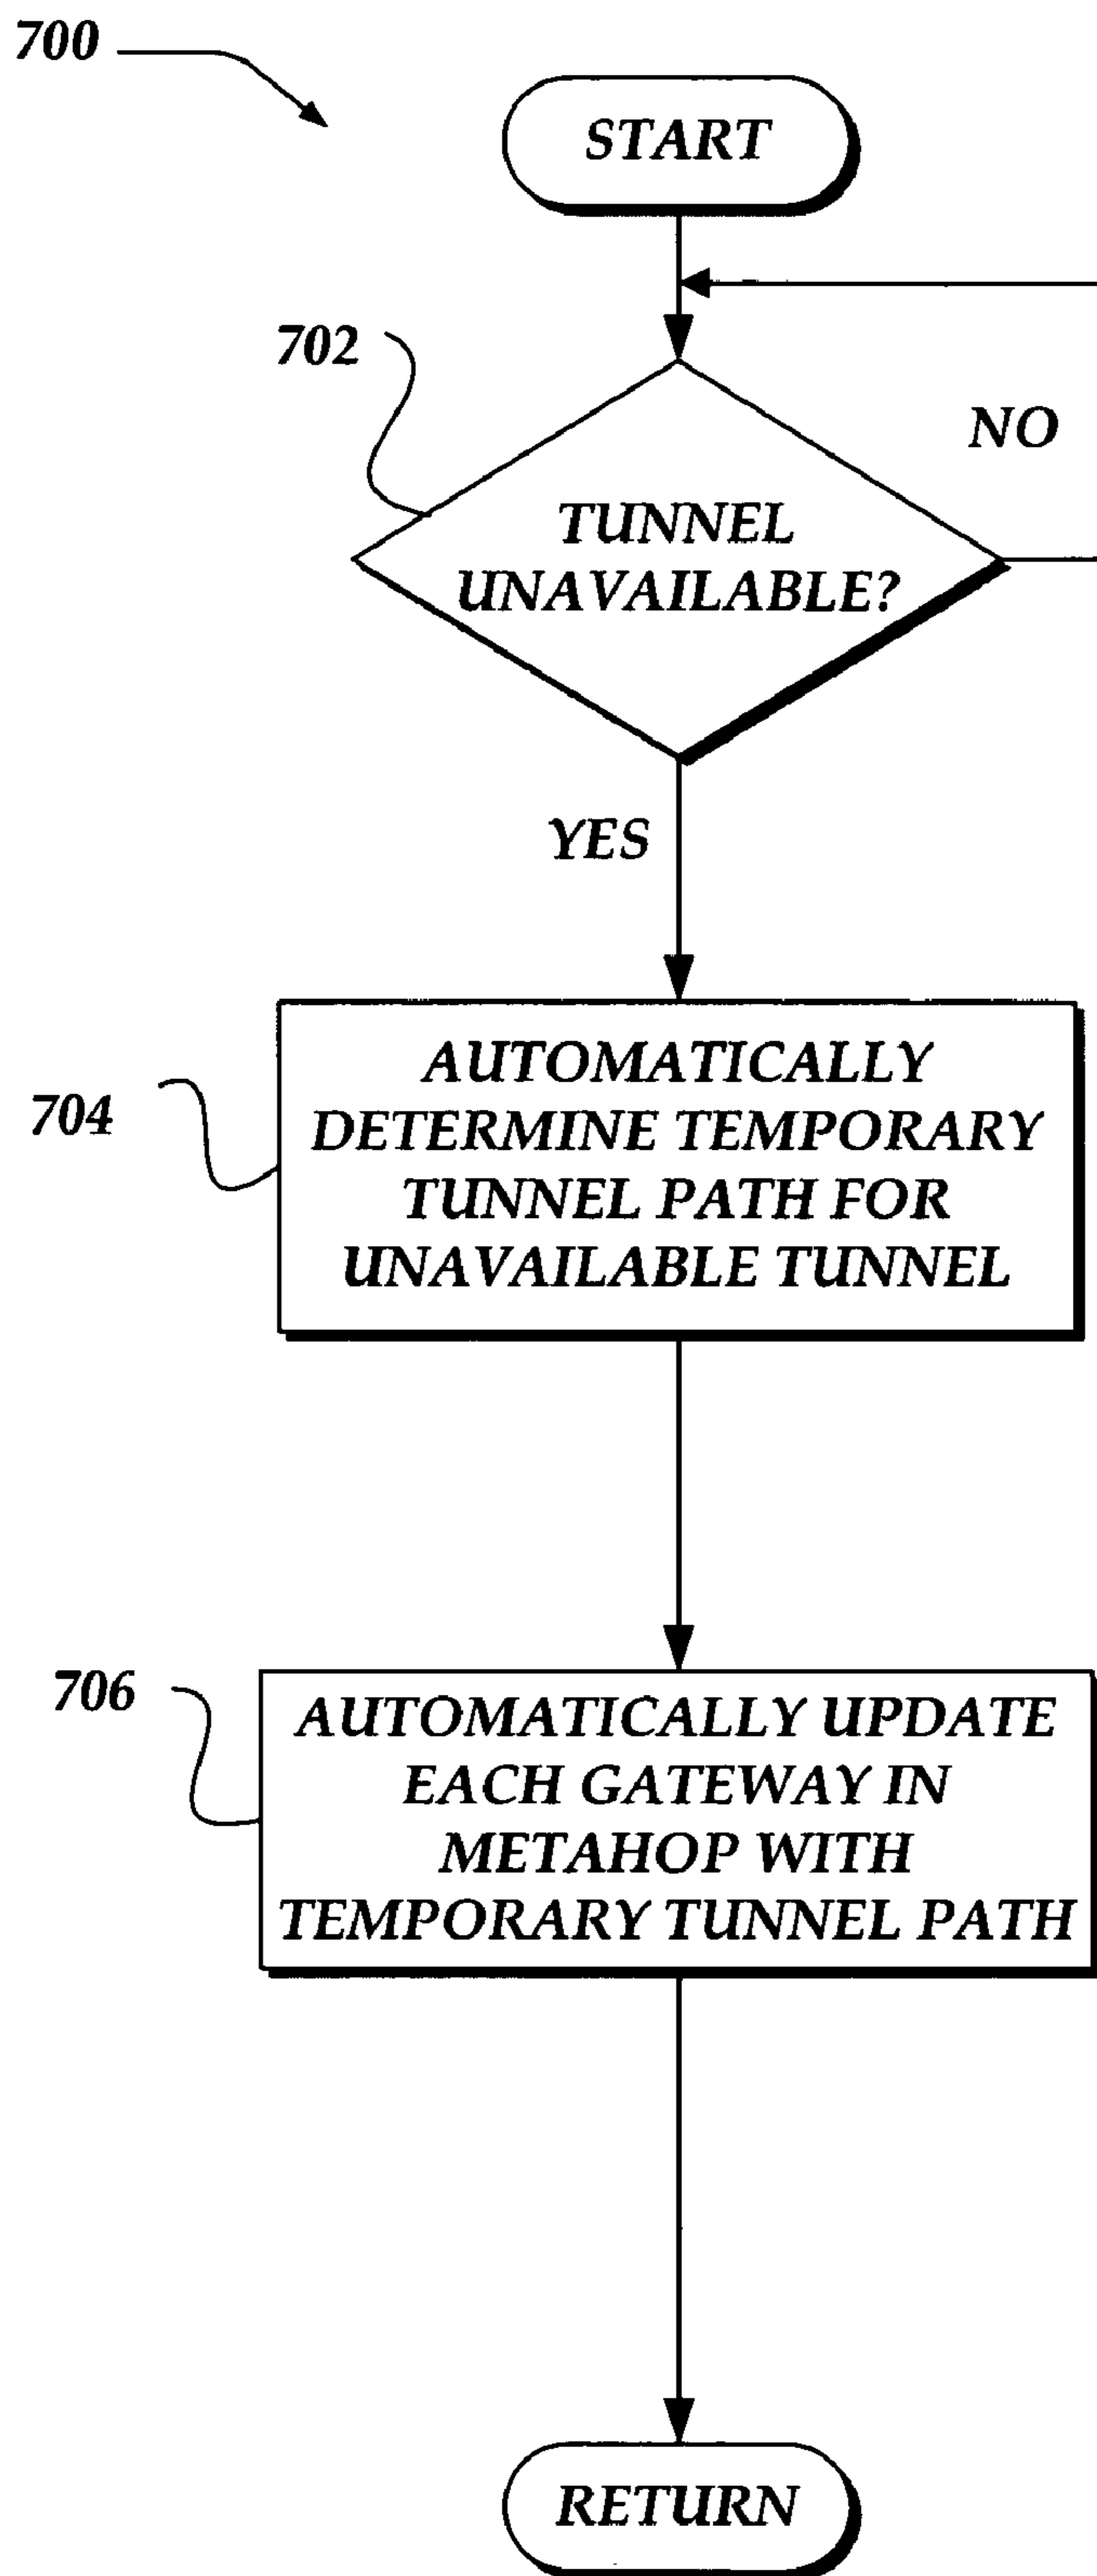 700
START
702
NO
TUNNEL
UNAVAILABLE?
YES
704
AUTOMATICALLY
DETERMINE TEMPORARY
TUNNEL PATH FOR
UNAVAILABLE TUNNEL
706
AUTOMATICALLY UPDATE
EACH GATEWAY IN
METAHOP WITH
TEMPORARY TUNNEL PATH
RETURN